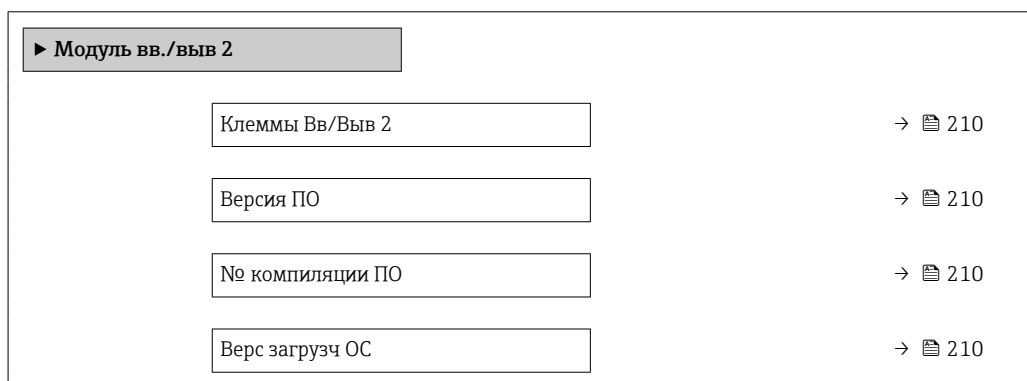 ► Модуль вв./выв 2
Клеммы Вв/Выв 2 → 210
Версия ПО → 210
№ компиляции ПО → 210
Верс загрузч ОС → 210